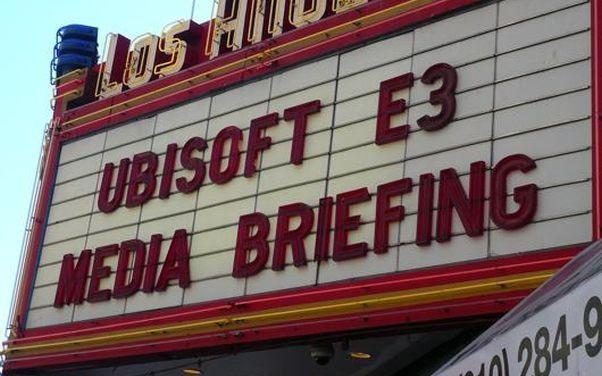 LOS
UBISOFT E3
MEDIA BRIEFING
284-9